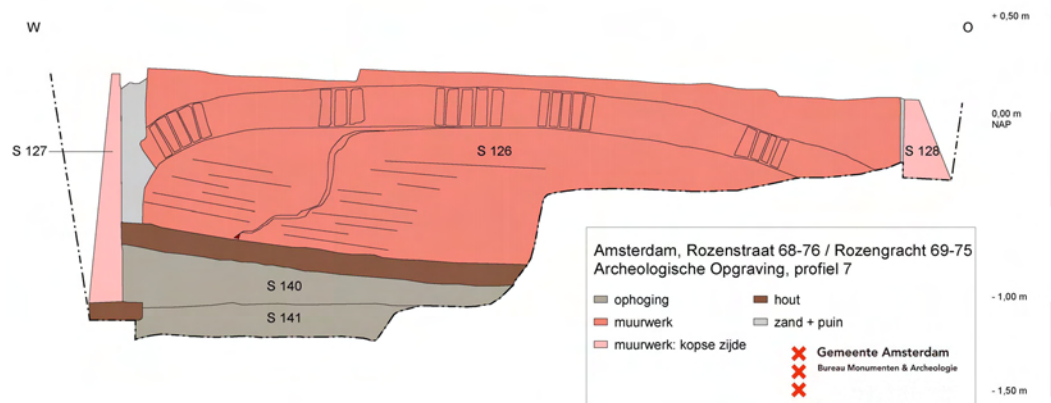 W
O
+ 0,50 m
0,00 m
NAP
S 127
S 126
S 128
S 140
S 141
- 1,00 m
- 1,50 m
Amsterdam, Rozenstraat 68-76 / Rozengracht 69-75
Archeologische Opgraving, profiel 7
ophoging
hout
muurwerk
zand + puin
muurwerk: kopse zijde
Gemeente Amsterdam
Bureau Monumenten & Archeologie